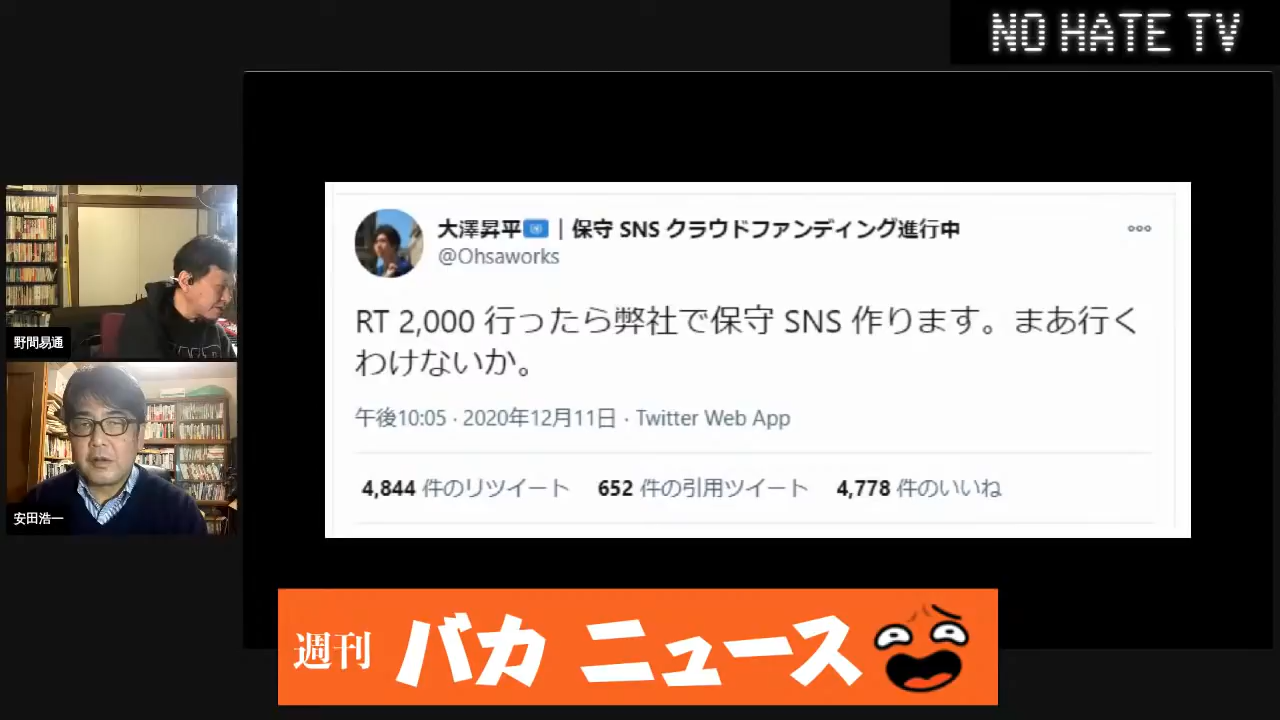 NO HATE TV
大澤昇平🇺🇳｜保守 SNS クラウドファンディング進行中
@Ohsaworks
RT 2,000 行ったら弊社で保守 SNS 作ります。まあ行く
わけないか。
午後10:05 · 2020年12月11日 · Twitter Web App
4,844 件のリツイート 652 件の引用ツイート 4,778 件のいいね
野間易通
安田浩一
週刊 バカ ニュース